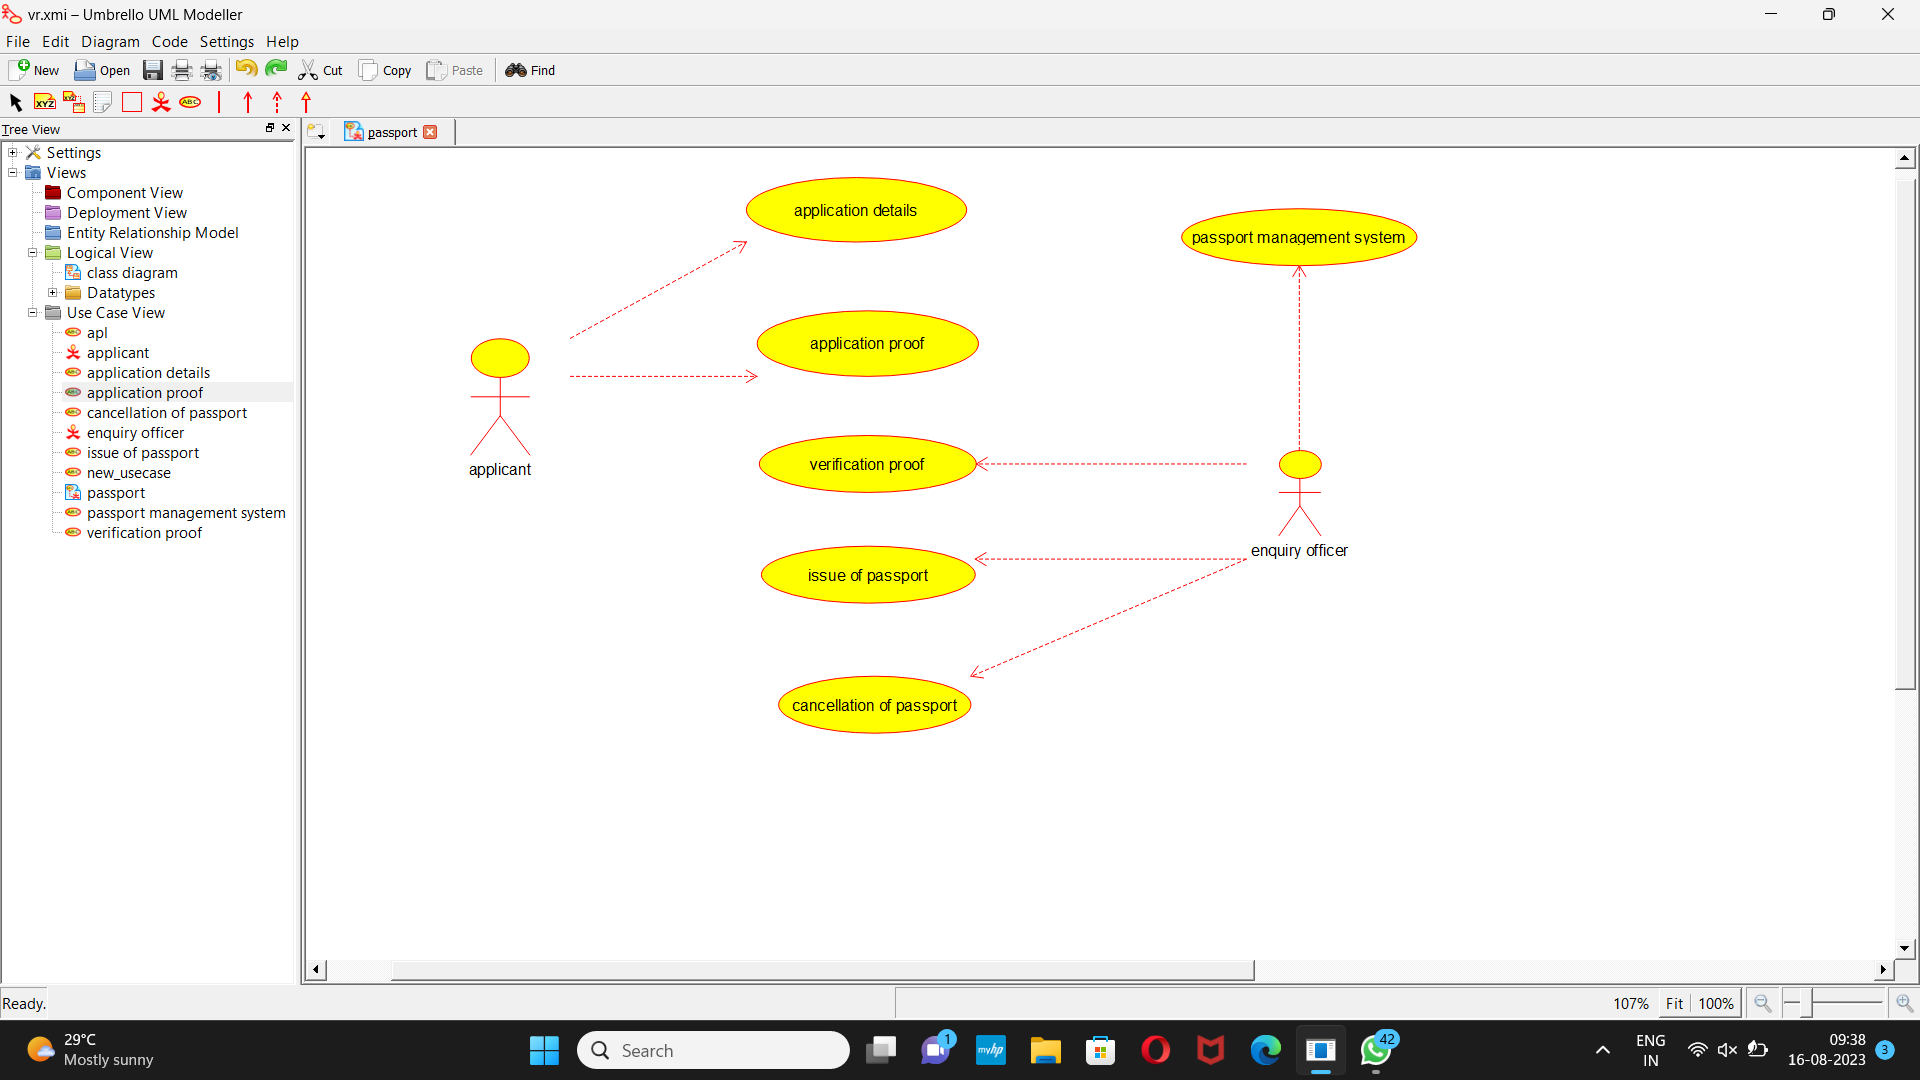 vr.xmi – Umbrello UML Modeller
File Edit Diagram Code Settings Help
New Open Cut Copy Paste Find
XYZ XYZ ABC
Tree View
passport
Settings
Views
Component View
Deployment View
Entity Relationship Model
Logical View
class diagram
Datatypes
Use Case View
apl
applicant
application details
application proof
cancellation of passport
enquiry officer
issue of passport
new_usecase
passport
passport management system
verification proof
application details
passport management system
application proof
applicant
verification proof
enquiry officer
issue of passport
cancellation of passport
Ready.
107% Fit 100%
29°C
Mostly sunny
Search
1
myhp
42
ENG
IN
09:38
16-08-2023
3